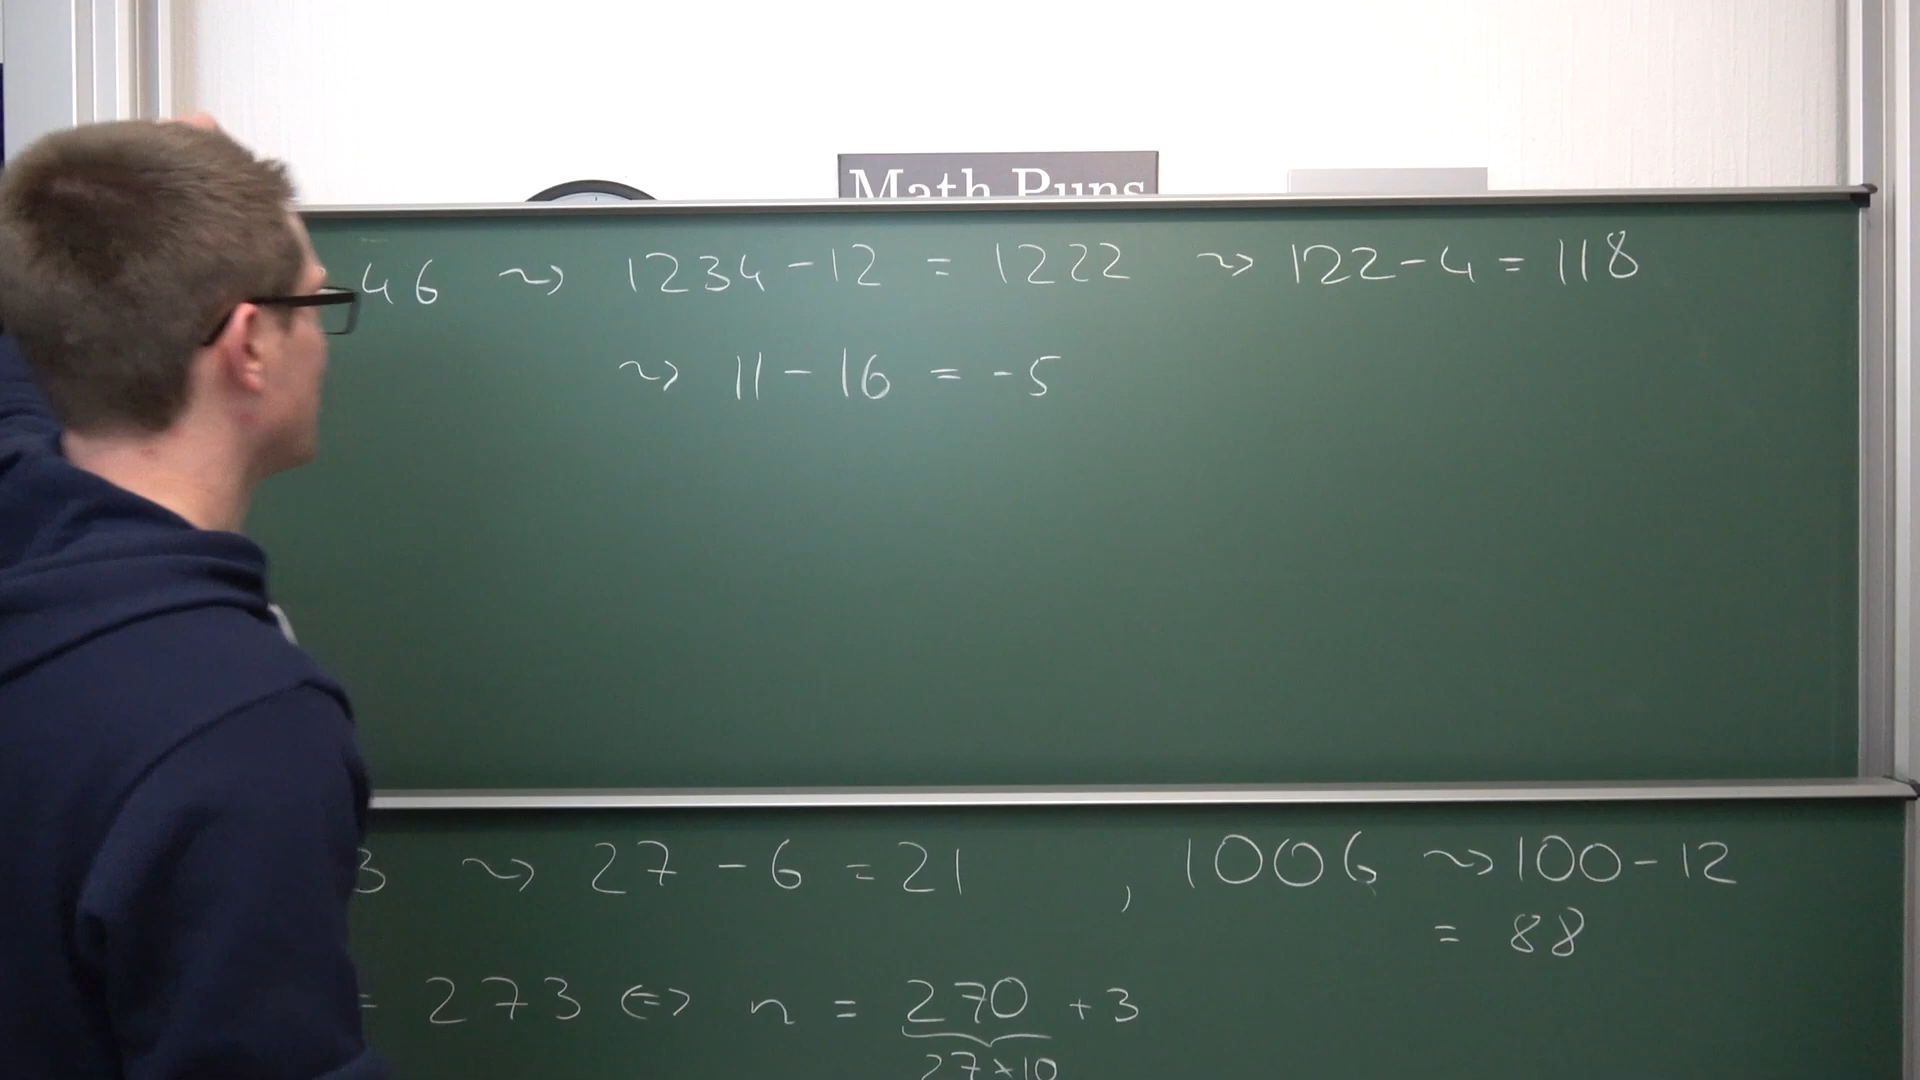 Math Puns
46 ⇝ 1234 - 12 = 1222 ⇝ 122 - 4 = 118
⇝ 11 - 16 = -5
3 ⇝ 27 - 6 = 21 , 1006 ⇝ 100 - 12
= 88
= 273 ⇔ n = 270 + 3
27×10